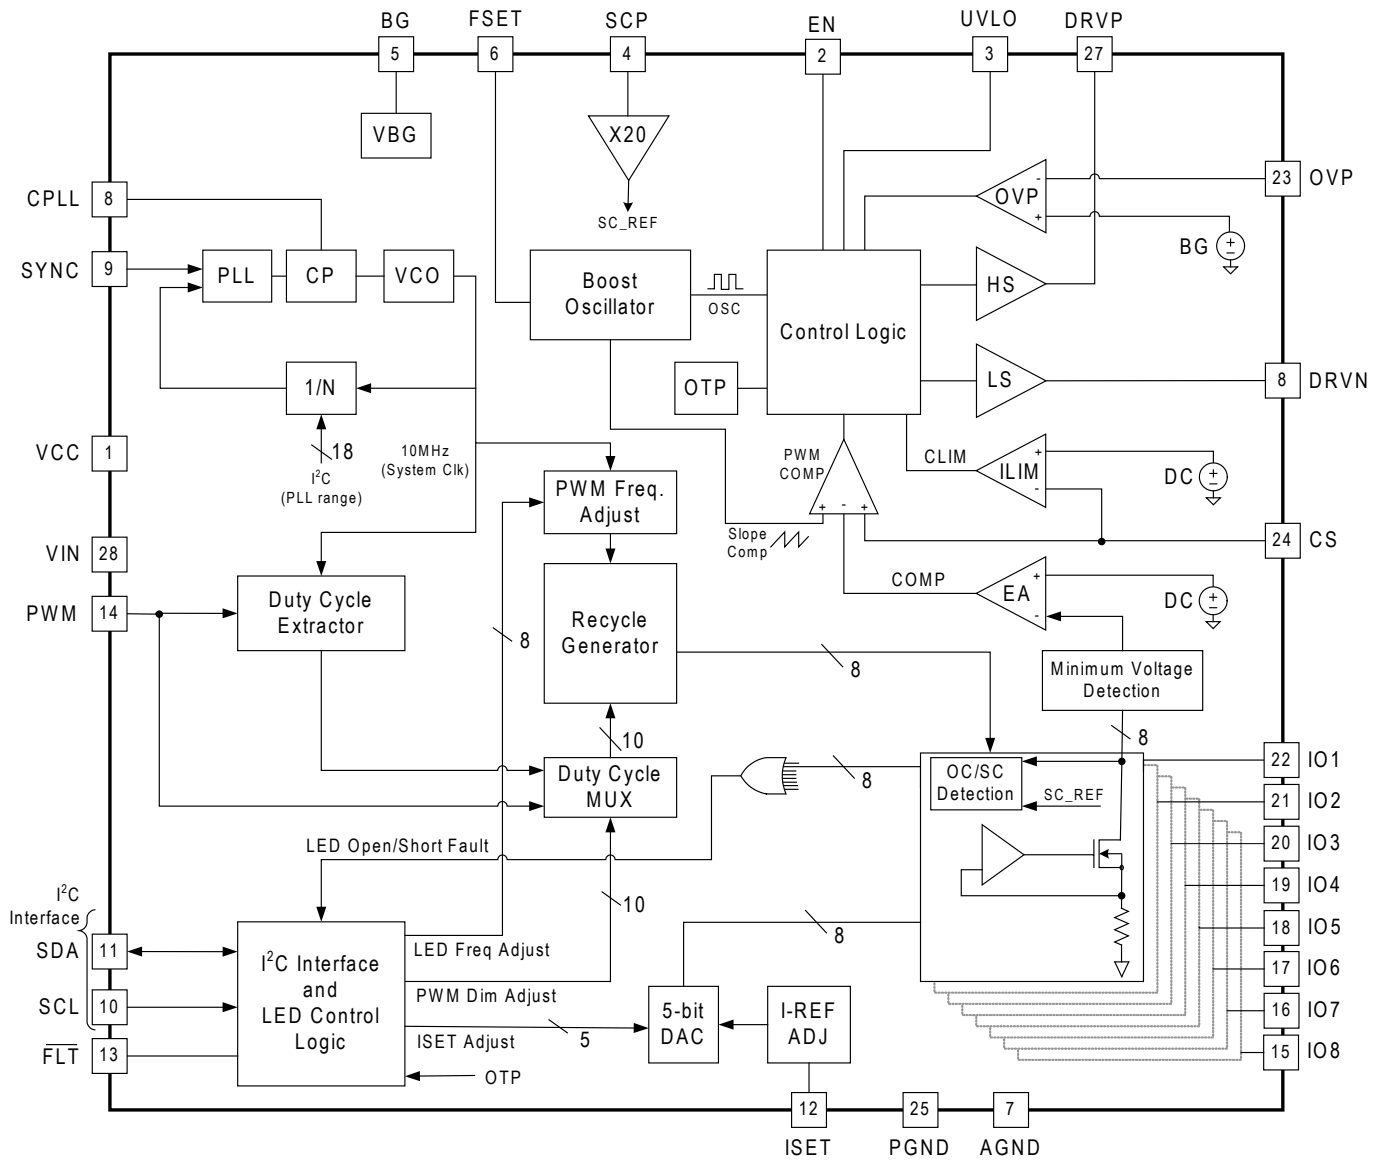 BG
FSET
SCP
EN
UVLO
DRVP
5
6
4
2
3
27
VBG
X20
SC_REF
OVP
-
+
23
OVP
BG
+
−
CPLL
8
SYNC
9
PLL
CP
VCO
Boost
Oscillator
OSC
Control Logic
HS
LS
8
DRVN
OTP
1/N
18
I²C
(PLL range)
10MHz
(System Clk)
VCC
1
PWM
COMP
CLIM
ILIM
+
-
DC
+
−
PWM Freq.
Adjust
+
-
+
Slope
Comp
24
CS
VIN
28
PWM
14
Duty Cycle
Extractor
Recycle
Generator
COMP
EA
+
-
DC
+
−
8
8
Minimum Voltage
Detection
8
10
Duty Cycle
MUX
8
OC/SC
Detection
SC_REF
22
IO1
21
IO2
20
IO3
19
IO4
18
IO5
17
IO6
16
IO7
15
IO8
LED Open/Short Fault
10
8
I²C
Interface
SDA
11
SCL
10
FLT
13
I²C Interface
and
LED Control
Logic
LED Freq Adjust
PWM Dim Adjust
ISET Adjust
5
OTP
5-bit
DAC
I-REF
ADJ
12
25
7
ISET
PGND
AGND